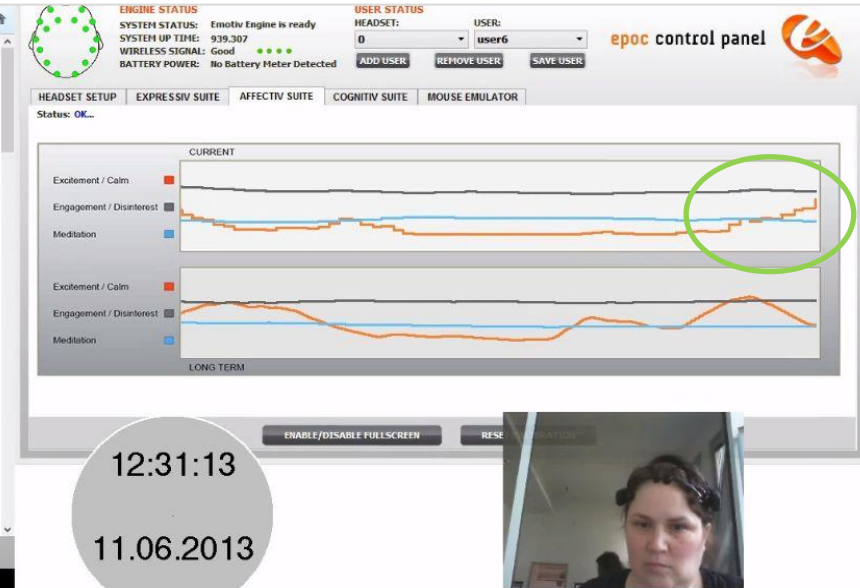 ENGINE STATUS
SYSTEM STATUS: Emotiv Engine is ready
SYSTEM UP TIME: 939.307
WIRELESS SIGNAL: Good
BATTERY POWER: No Battery Meter Detected
USER STATUS
HEADSET: USER:
0 user6
ADD USER REMOVE USER SAVE USER
epoc control panel
HEADSET SETUP EXPRESSIV SUITE AFFECTIV SUITE COGNITIV SUITE MOUSE EMULATOR
Status: OK...
CURRENT
Excitement / Calm
Engagement / Disinterest
Meditation
Excitement / Calm
Engagement / Disinterest
Meditation
LONG TERM
ENABLE/DISABLE FULLSCREEN
12:31:13
11.06.2013